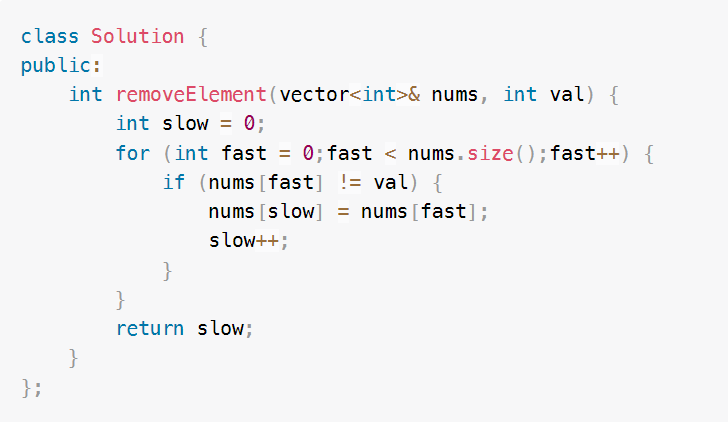 class Solution {
public:
    int removeElement(vector<int>& nums, int val) {
        int slow = 0;
        for (int fast = 0;fast < nums.size();fast++) {
            if (nums[fast] != val) {
                nums[slow] = nums[fast];
                slow++;
            }
        }
        return slow;
    }
};